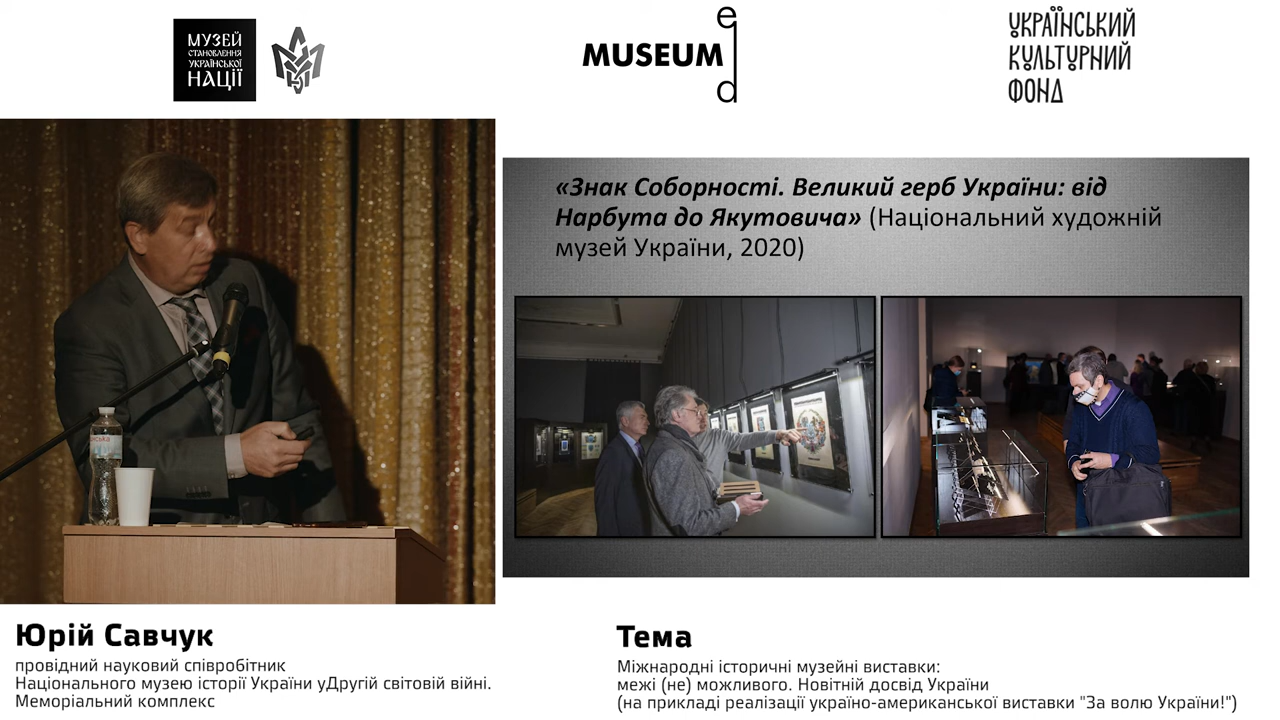 МУЗЕЙ
СТАНОВЛЕННЯ
УКРАЇНСЬКОЇ
НАЦІЇ
MUSEUM
ed
УКРАЇНСЬКИЙ
КУЛЬТУРНИЙ
ФОНД
«Знак Соборності. Великий герб України: від
Нарбута до Якутовича» (Національний художній
музей України, 2020)
Юрій Савчук
провідний науковий співробітник
Національного музею історії України уДругій світовій війні.
Меморіальний комплекс
Тема
Міжнародні історичні музейні виставки:
межі (не) можливого. Новітній досвід України
(на прикладі реалізації україно-американської виставки "За волю України!")